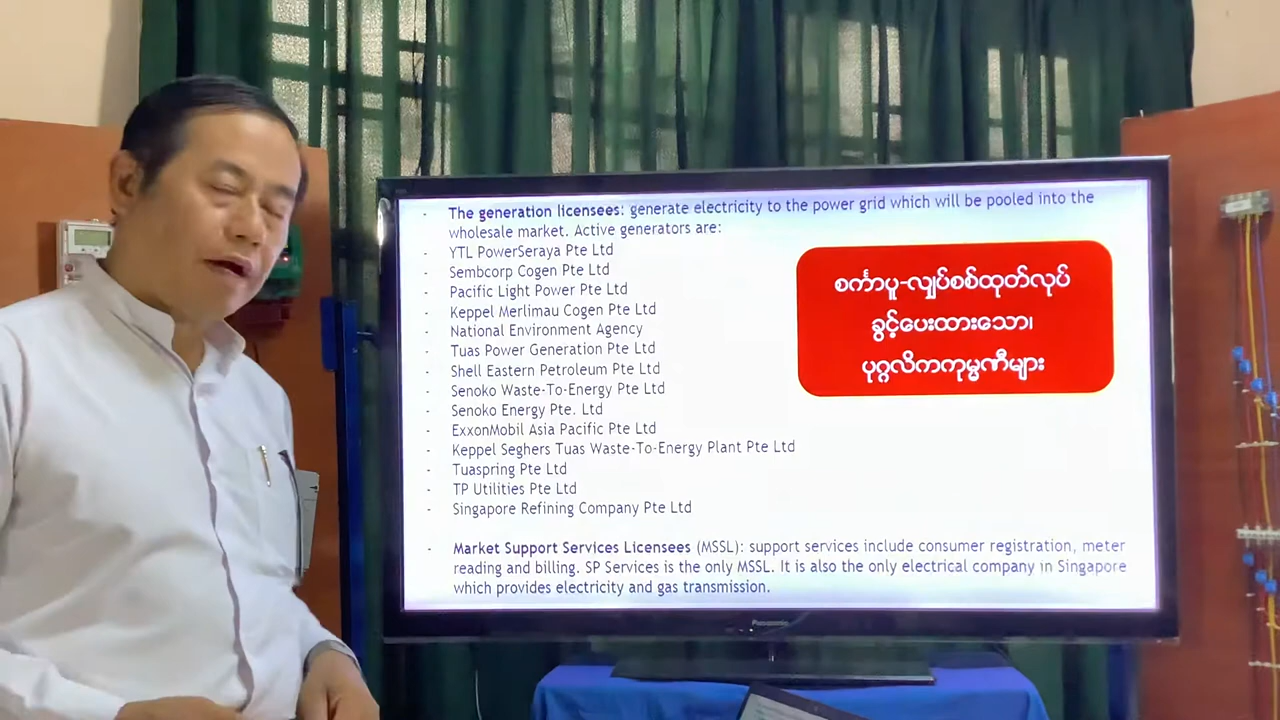 - The generation licensees: generate electricity to the power grid which will be pooled into the
wholesale market. Active generators are:
- YTL PowerSeraya Pte Ltd
- Sembcorp Cogen Pte Ltd
- Pacific Light Power Pte Ltd
- Keppel Merlimau Cogen Pte Ltd
- National Environment Agency
- Tuas Power Generation Pte Ltd
- Shell Eastern Petroleum Pte Ltd
- Senoko Waste-To-Energy Pte Ltd
- Senoko Energy Pte. Ltd
- ExxonMobil Asia Pacific Pte Ltd
- Keppel Seghers Tuas Waste-To-Energy Plant Pte Ltd
- Tuaspring Pte Ltd
- TP Utilities Pte Ltd
- Singapore Refining Company Pte Ltd
- Market Support Services Licensees (MSSL): support services include consumer registration, meter
reading and billing. SP Services is the only MSSL. It is also the only electrical company in Singapore
which provides electricity and gas transmission.
စင်္ကာပူ-လျှပ်စစ်ထုတ်လုပ်
ခွင့်ပေးထားသော၊
ပုဂ္ဂလိကကုမ္ပဏီများ
Panasonic